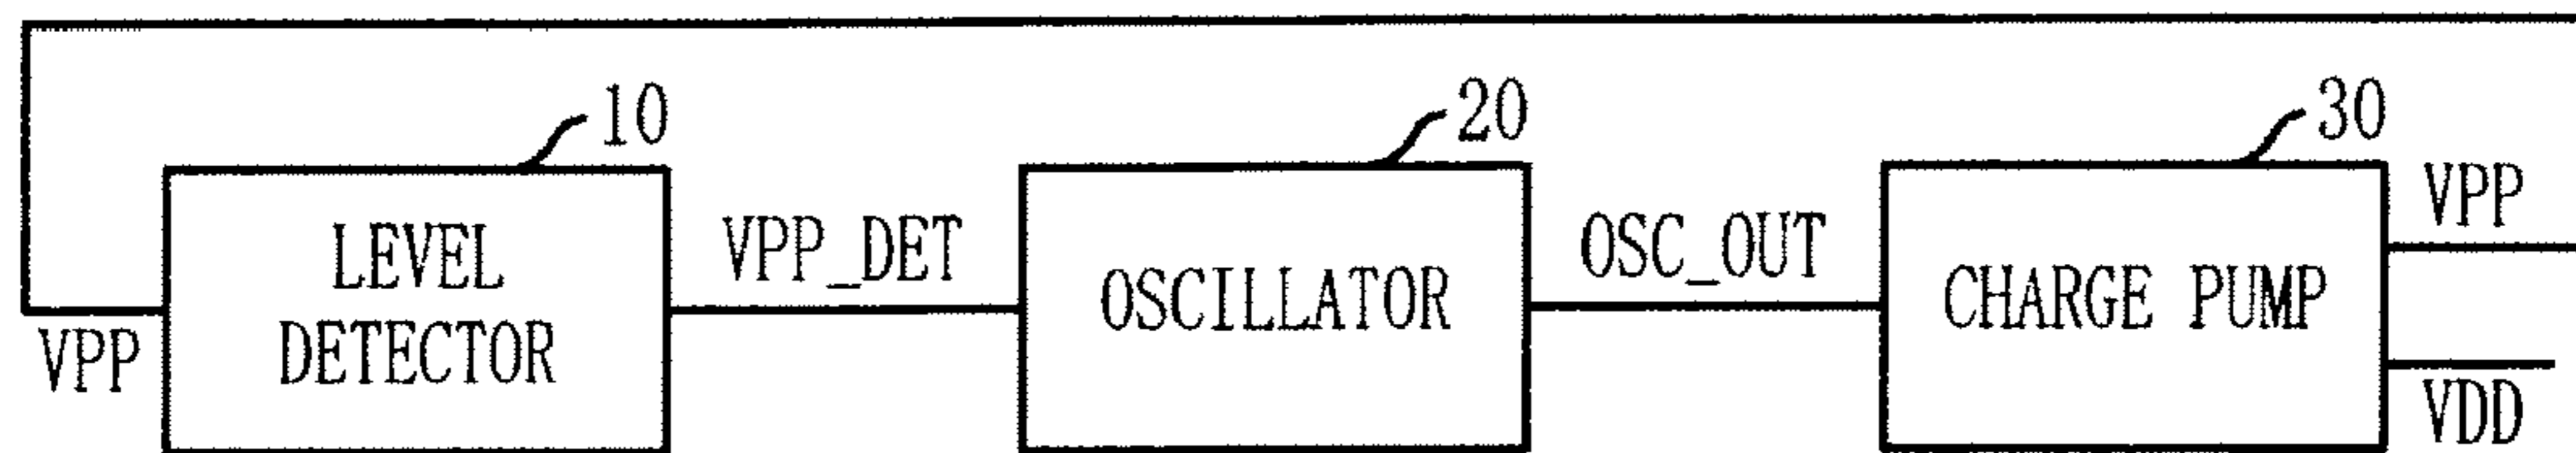 10
20
30
LEVEL
DETECTOR
VPP_DET
OSCILLATOR
OSC_OUT
CHARGE PUMP
VPP
VPP
VDD